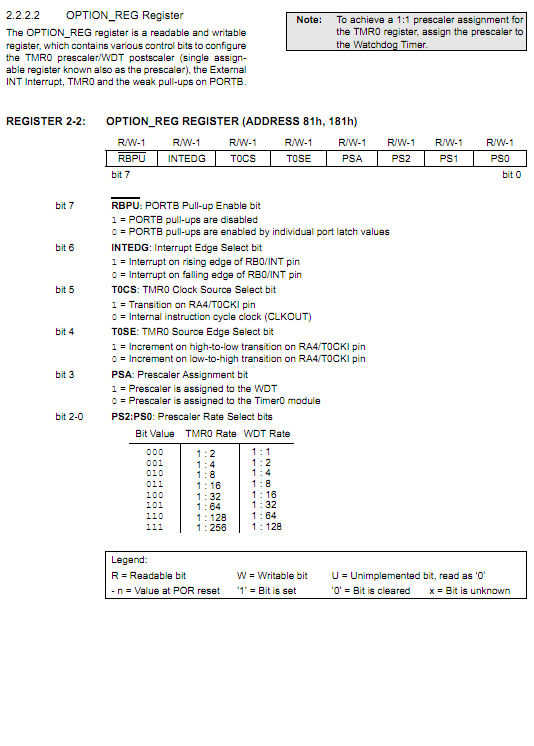 2.2.2.2 OPTION_REG Register
The OPTION_REG register is a readable and writable
register, which contains various control bits to configure
the TMR0 prescaler/WDT postscaler (single assign-
able register known also as the prescaler), the External
INT Interrupt, TMR0 and the weak pull-ups on PORTB.
Note: To achieve a 1:1 prescaler assignment for
the TMR0 register, assign the prescaler to
the Watchdog Timer.
REGISTER 2-2: OPTION_REG REGISTER (ADDRESS 81h, 181h)
R/W-1 R/W-1 R/W-1 R/W-1 R/W-1 R/W-1 R/W-1 R/W-1
RBPU INTEDG T0CS T0SE PSA PS2 PS1 PS0
bit 7 bit 0
bit 7 RBPU: PORTB Pull-up Enable bit
1 = PORTB pull-ups are disabled
0 = PORTB pull-ups are enabled by individual port latch values
bit 6 INTEDG: Interrupt Edge Select bit
1 = Interrupt on rising edge of RB0/INT pin
0 = Interrupt on falling edge of RB0/INT pin
bit 5 T0CS: TMR0 Clock Source Select bit
1 = Transition on RA4/T0CKI pin
0 = Internal instruction cycle clock (CLKOUT)
bit 4 T0SE: TMR0 Source Edge Select bit
1 = Increment on high-to-low transition on RA4/T0CKI pin
0 = Increment on low-to-high transition on RA4/T0CKI pin
bit 3 PSA: Prescaler Assignment bit
1 = Prescaler is assigned to the WDT
0 = Prescaler is assigned to the Timer0 module
bit 2-0 PS2:PS0: Prescaler Rate Select bits
Bit Value TMR0 Rate WDT Rate
000 1 : 2 1 : 1
001 1 : 4 1 : 2
010 1 : 8 1 : 4
011 1 : 16 1 : 8
100 1 : 32 1 : 16
101 1 : 64 1 : 32
110 1 : 128 1 : 64
111 1 : 256 1 : 128
Legend:
R = Readable bit W = Writable bit U = Unimplemented bit, read as '0'
- n = Value at POR reset '1' = Bit is set '0' = Bit is cleared x = Bit is unknown